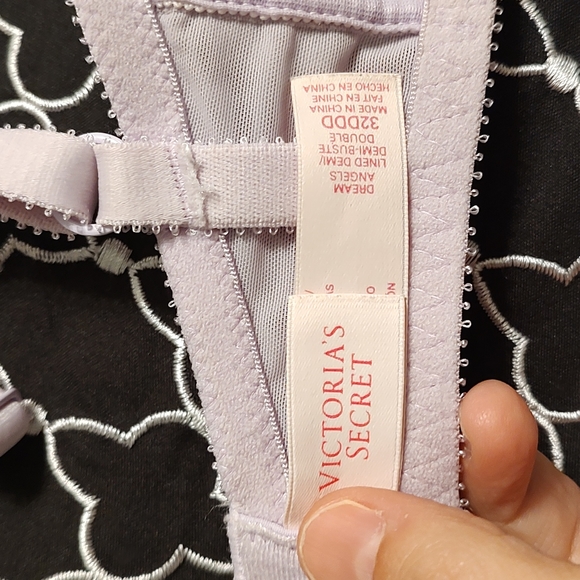 DREAM
ANGELS
LINED DEMI/
DEMI-BUSTE
DOUBLE
32DDD
MADE IN CHINA
FAIT EN CHINE
HECHO EN CHINA
VICTORIA'S
SECRET